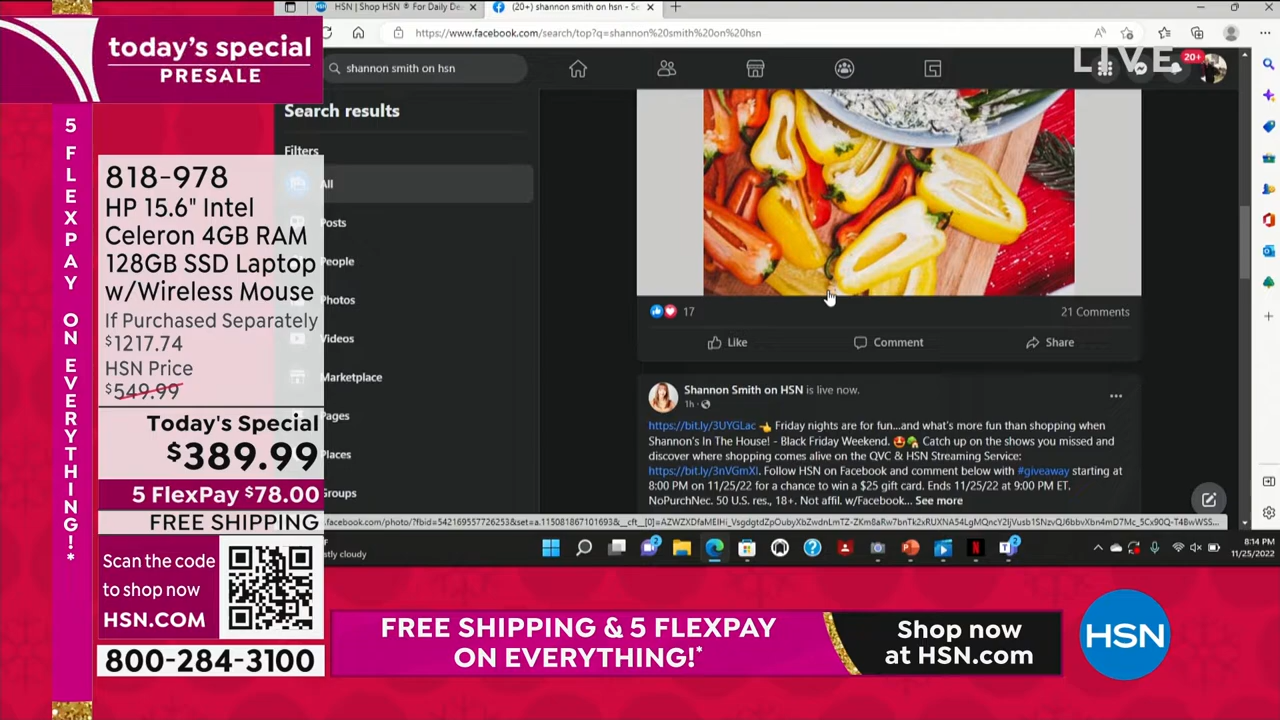 today's special
PRESALE
5 FLEXPAY ON EVERYTHING!*
818-978
HP 15.6" Intel
Celeron 4GB RAM
128GB SSD Laptop
w/Wireless Mouse
If Purchased Separately
$1217.74
HSN Price
$549.99
Today's Special
$389.99
5 FlexPay $78.00
FREE SHIPPING
Scan the code
to shop now
HSN.COM
800-284-3100
HSN | Shop HSN ® For Daily De
(20+) shannon smith on hsn - Se
https://www.facebook.com/search/top?q=shannon%20smith%20on%20hsn
shannon smith on hsn
LIVE
20+
Search results
Filters
All
Posts
People
Photos
Videos
Marketplace
Pages
Places
Groups
17
21 Comments
Like
Comment
Share
Shannon Smith on HSN is live now.
1h
https://bit.ly/3UYGLac 👍 Friday nights are for fun...and what's more fun than shopping when
Shannon's In The House! - Black Friday Weekend. 🤩🏡 Catch up on the shows you missed and
discover where shopping comes alive on the QVC & HSN Streaming Service:
https://bit.ly/3nVGmXl. Follow HSN on Facebook and comment below with #giveaway starting at
8:00 PM on 11/25/22 for a chance to win a $25 gift card. Ends 11/25/22 at 9:00 PM ET.
NoPurchNec. 50 U.S. res., 18+. Not affil. w/Facebook... See more
F
tly cloudy
8:14 PM
11/25/2022
FREE SHIPPING & 5 FLEXPAY
ON EVERYTHING!*
Shop now
at HSN.com
HSN